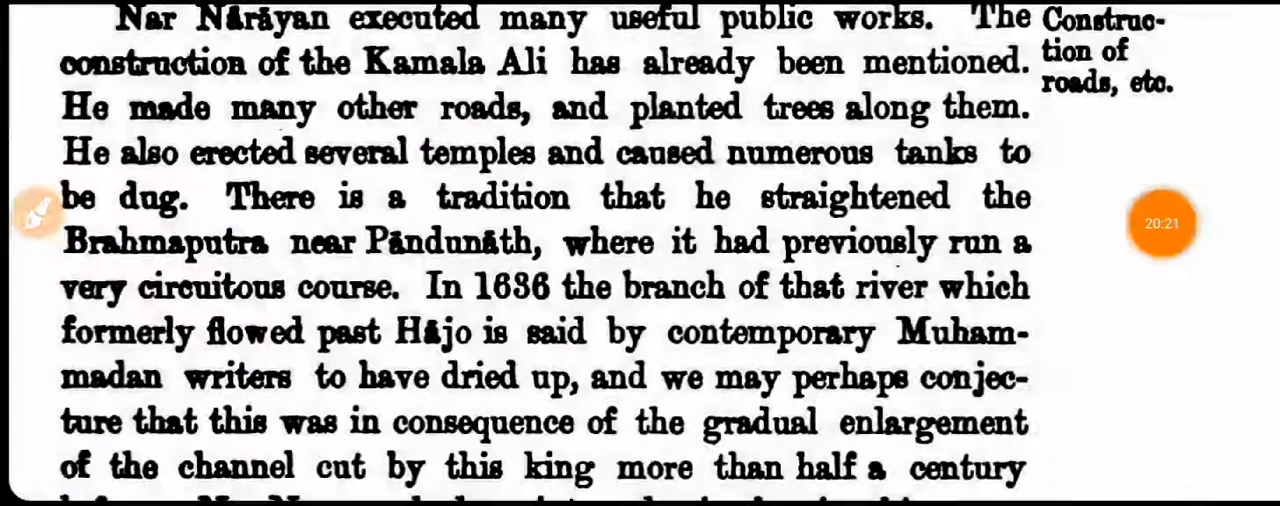 Nar Nārāyan executed many useful public works. The
construction of the Kamala Ali has already been mentioned.
He made many other roads, and planted trees along them.
He also erected several temples and caused numerous tanks to
be dug. There is a tradition that he straightened the
Brahmaputra near Pāndunāth, where it had previously run a
very circuitous course. In 1636 the branch of that river which
formerly flowed past Hājo is said by contemporary Muham-
madan writers to have dried up, and we may perhaps conjec-
ture that this was in consequence of the gradual enlargement
of the channel cut by this king more than half a century
Construc-
tion of
roads, etc.
20:21